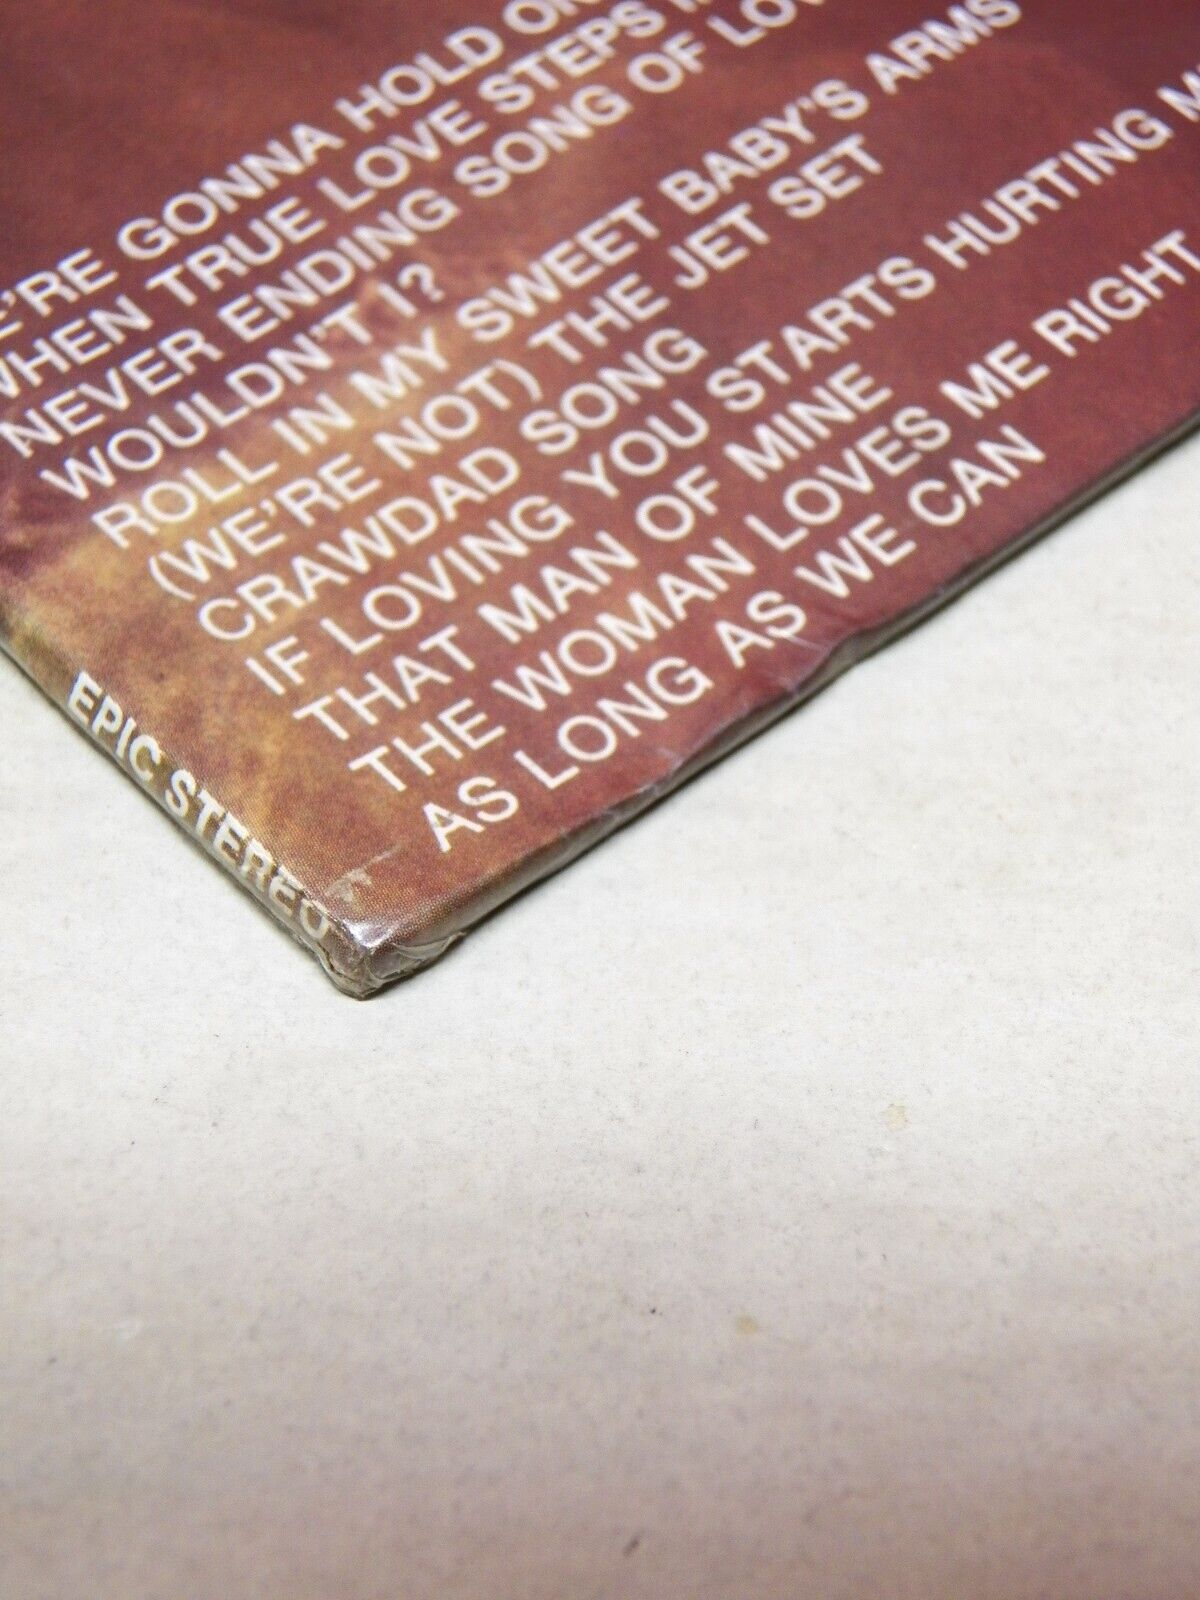 'RE GONNA HOLD ON
WHEN TRUE LOVE STEPS
NEVER ENDING SONG OF LOV
WOULDN'T I?
ROLL IN MY SWEET BABY'S ARMS
(WE'RE NOT) THE JET SET
CRAWDAD SONG
IF LOVING YOU STARTS HURTING M
THAT MAN OF MINE
THE WOMAN LOVES ME RIGHT
AS LONG AS WE CAN
EPIC STEREO